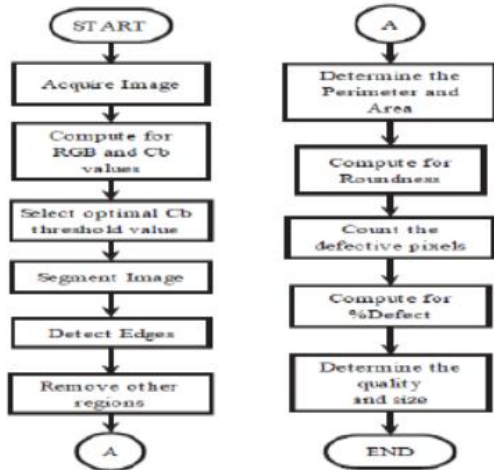 START
Acquire Image
Compute for
RGB and Cb
values
Select optimal Cb
threshold value
Segment Image
Detect Edges
Remove other
regions
A
A
Determine the
Perimeter and
Area
Compute for
Roundness
Count the
defective pixels
Compute for
%Defect
Determine the
quality
and size
END